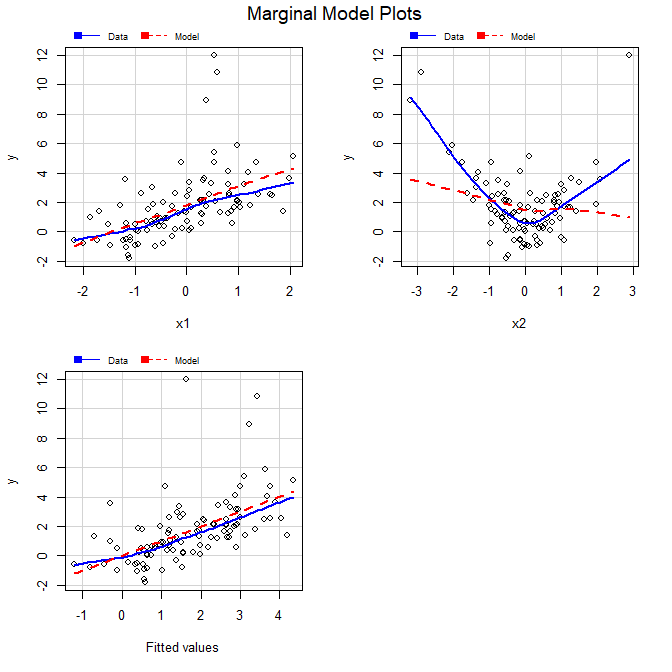 Marginal Model Plots
Data Model
Data Model
y
12
10
8
6
4
2
0
-2
-2 -1 0 1 2
x1
y
12
10
8
6
4
2
0
-2
-3 -2 -1 0 1 2 3
x2
Data Model
y
12
10
8
6
4
2
0
-2
-1 0 1 2 3 4
Fitted values